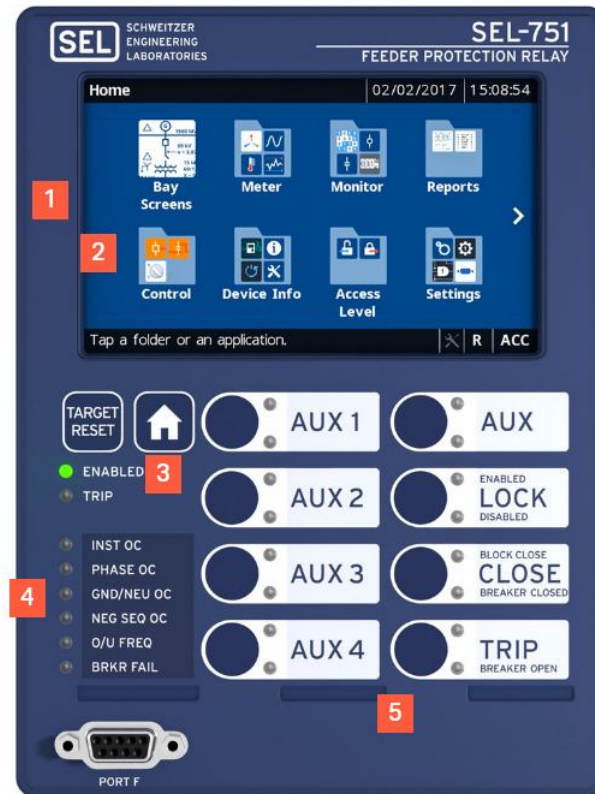 SEL SCHWEITZER
ENGINEERING
LABORATORIES
SEL-751
FEEDER PROTECTION RELAY
Home 02/02/2017 15:08:54
Bay
Screens
Meter
Monitor
Reports
Control
Device Info
Access
Level
Settings
Tap a folder or an application. R ACC
1
2
TARGET
RESET
ENABLED
TRIP
3
INST OC
PHASE OC
GND/NEU OC
NEG SEQ OC
O/U FREQ
BRKR FAIL
4
AUX 1
AUX 2
AUX 3
AUX 4
AUX
ENABLED
LOCK
DISABLED
BLOCK CLOSE
CLOSE
BREAKER CLOSED
TRIP
BREAKER OPEN
5
PORT F